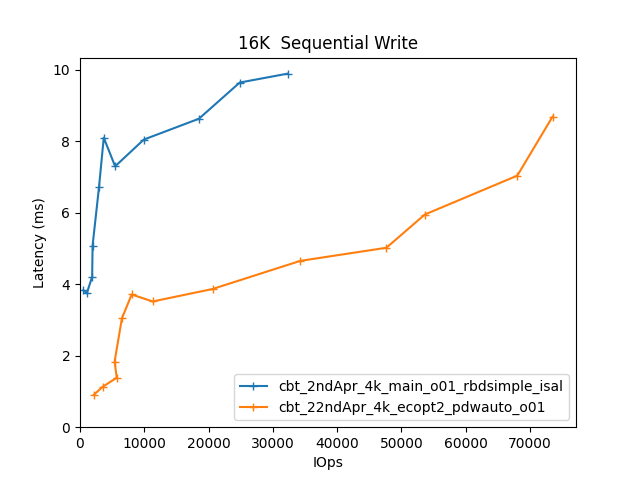 16K  Sequential Write
Latency (ms)
10
8
6
4
2
0
0 10000 20000 30000 40000 50000 60000 70000
IOps
cbt_2ndApr_4k_main_o01_rbdsimple_isal
cbt_22ndApr_4k_ecopt2_pdwauto_o01